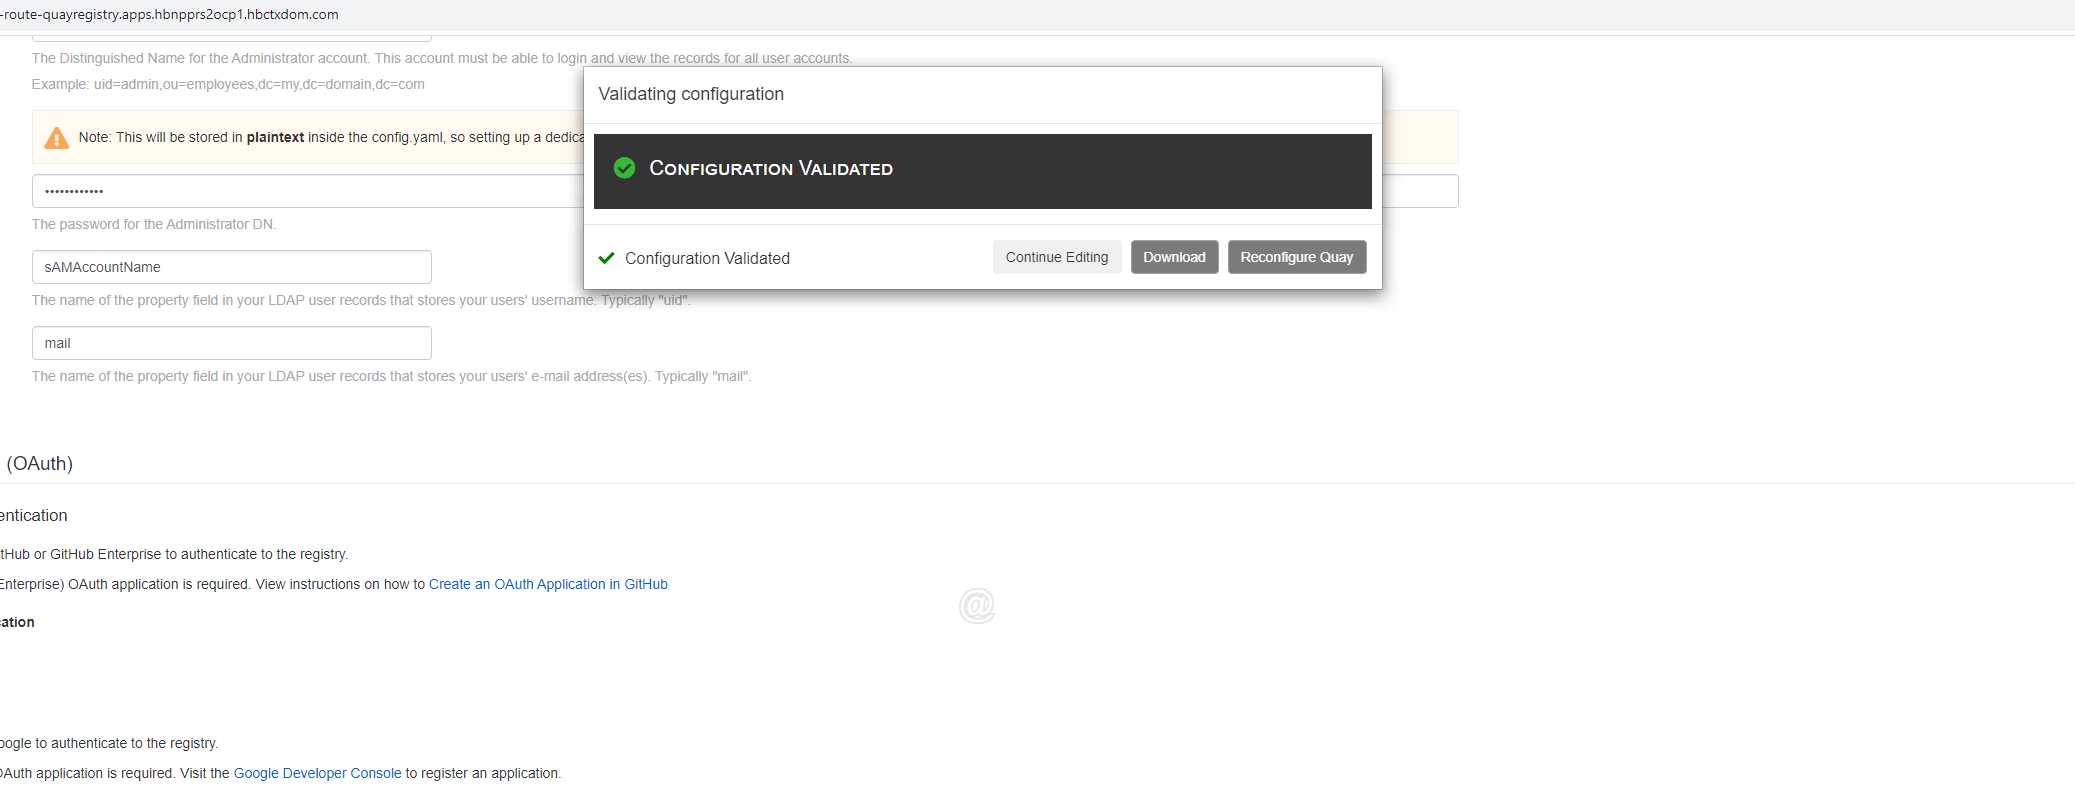 -route-quayregistry.apps.hbnpprs2ocp1.hbctxdom.com
The Distinguished Name for the Administrator account. This account must be able to login and view the records for all user accounts.
Example: uid=admin,ou=employees,dc=my,dc=domain,dc=com
Validating configuration
Note: This will be stored in plaintext inside the config.yaml, so setting up a dedica
Configuration Validated
The password for the Administrator DN.
sAMAccountName
Configuration Validated
Continue Editing
Download
Reconfigure Quay
The name of the property field in your LDAP user records that stores your users' username. Typically "uid".
mail
The name of the property field in your LDAP user records that stores your users' e-mail address(es). Typically "mail".
(OAuth)
entication
tHub or GitHub Enterprise to authenticate to the registry.
Enterprise) OAuth application is required. View instructions on how to Create an OAuth Application in GitHub
@
cation
oogle to authenticate to the registry.
OAuth application is required. Visit the Google Developer Console to register an application.